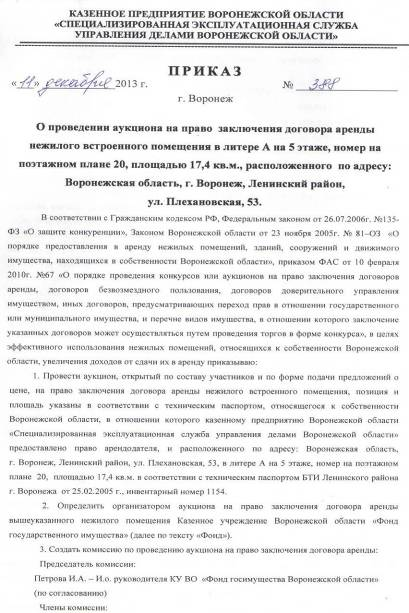 КАЗЕННОЕ ПРЕДПРИЯТИЕ ВОРОНЕЖСКОЙ ОБЛАСТИ
«СПЕЦИАЛИЗИРОВАННАЯ ЭКСПЛУАТАЦИОННАЯ СЛУЖБА
УПРАВЛЕНИЯ ДЕЛАМИ ВОРОНЕЖСКОЙ ОБЛАСТИ»
ПРИКАЗ
«11» декабря 2013 г. № 388
г. Воронеж
О проведении аукциона на право заключения договора аренды
нежилого встроенного помещения в литере А на 5 этаже, номер на
поэтажном плане 20, площадью 17,4 кв.м., расположенного по адресу:
Воронежская область, г. Воронеж, Ленинский район,
ул. Плехановская, 53.
В соответствии с Гражданским кодексом РФ, Федеральным законом от 26.07.2006г. №135-
ФЗ «О защите конкуренции», Законом Воронежской области от 23 ноября 2005г. № 81–ОЗ «О
порядке предоставления в аренду нежилых помещений, зданий, сооружений и движимого
имущества, находящихся в собственности Воронежской области», приказом ФАС от 10 февраля
2010г. №67 «О порядке проведения конкурсов или аукционов на право заключения договоров
аренды, договоров безвозмездного пользования, договоров доверительного управления
имуществом, иных договоров, предусматривающих переход прав в отношении государственного
или муниципального имущества, и перечне видов имущества, в отношении которого заключение
указанных договоров может осуществляться путем проведения торгов в форме конкурса», в целях
эффективного использования нежилых помещений, относящихся к собственности Воронежской
области, увеличения доходов от сдачи их в аренду приказываю:
1. Провести аукцион, открытый по составу участников и по форме подачи предложений о
цене, на право заключения договора аренды нежилого встроенного помещения, позиция и
площадь указаны в соответствии с техническим паспортом, относящегося к собственности
Воронежской области, в отношении которого казенному предприятию Воронежской области
«Специализированная эксплуатационная служба управления делами Воронежской области»
предоставлено право арендодателя, и расположенного по адресу: Воронежская область,
г. Воронеж, Ленинский район, ул. Плехановская, 53, в литере А на 5 этаже, номер на поэтажном
плане 20, площадью 17,4 кв.м. в соответствии с техническим паспортом БТИ Ленинского района
г. Воронежа от 25.02.2005 г., инвентарный номер 1154.
2. Определить организатором аукциона на право заключения договора аренды
вышеуказанного нежилого помещения Казенное учреждение Воронежской области «Фонд
государственного имущества» (далее по тексту «Фонд»).
3. Создать комиссию по проведению аукциона на право заключения договора аренды:
Председатель комиссии:
Петрова И.А. – И.о. руководителя КУ ВО «Фонд госимущества Воронежской области»
(по согласованию)
Члены комиссии: